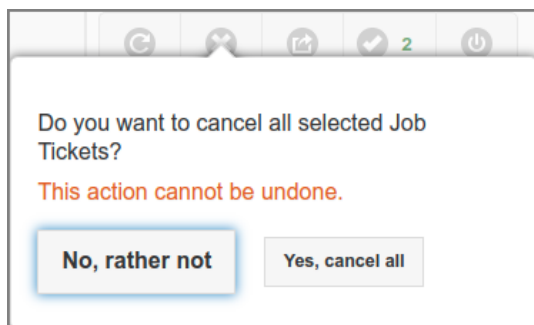 2
Do you want to cancel all selected Job
Tickets?
This action cannot be undone.
No, rather not
Yes, cancel all